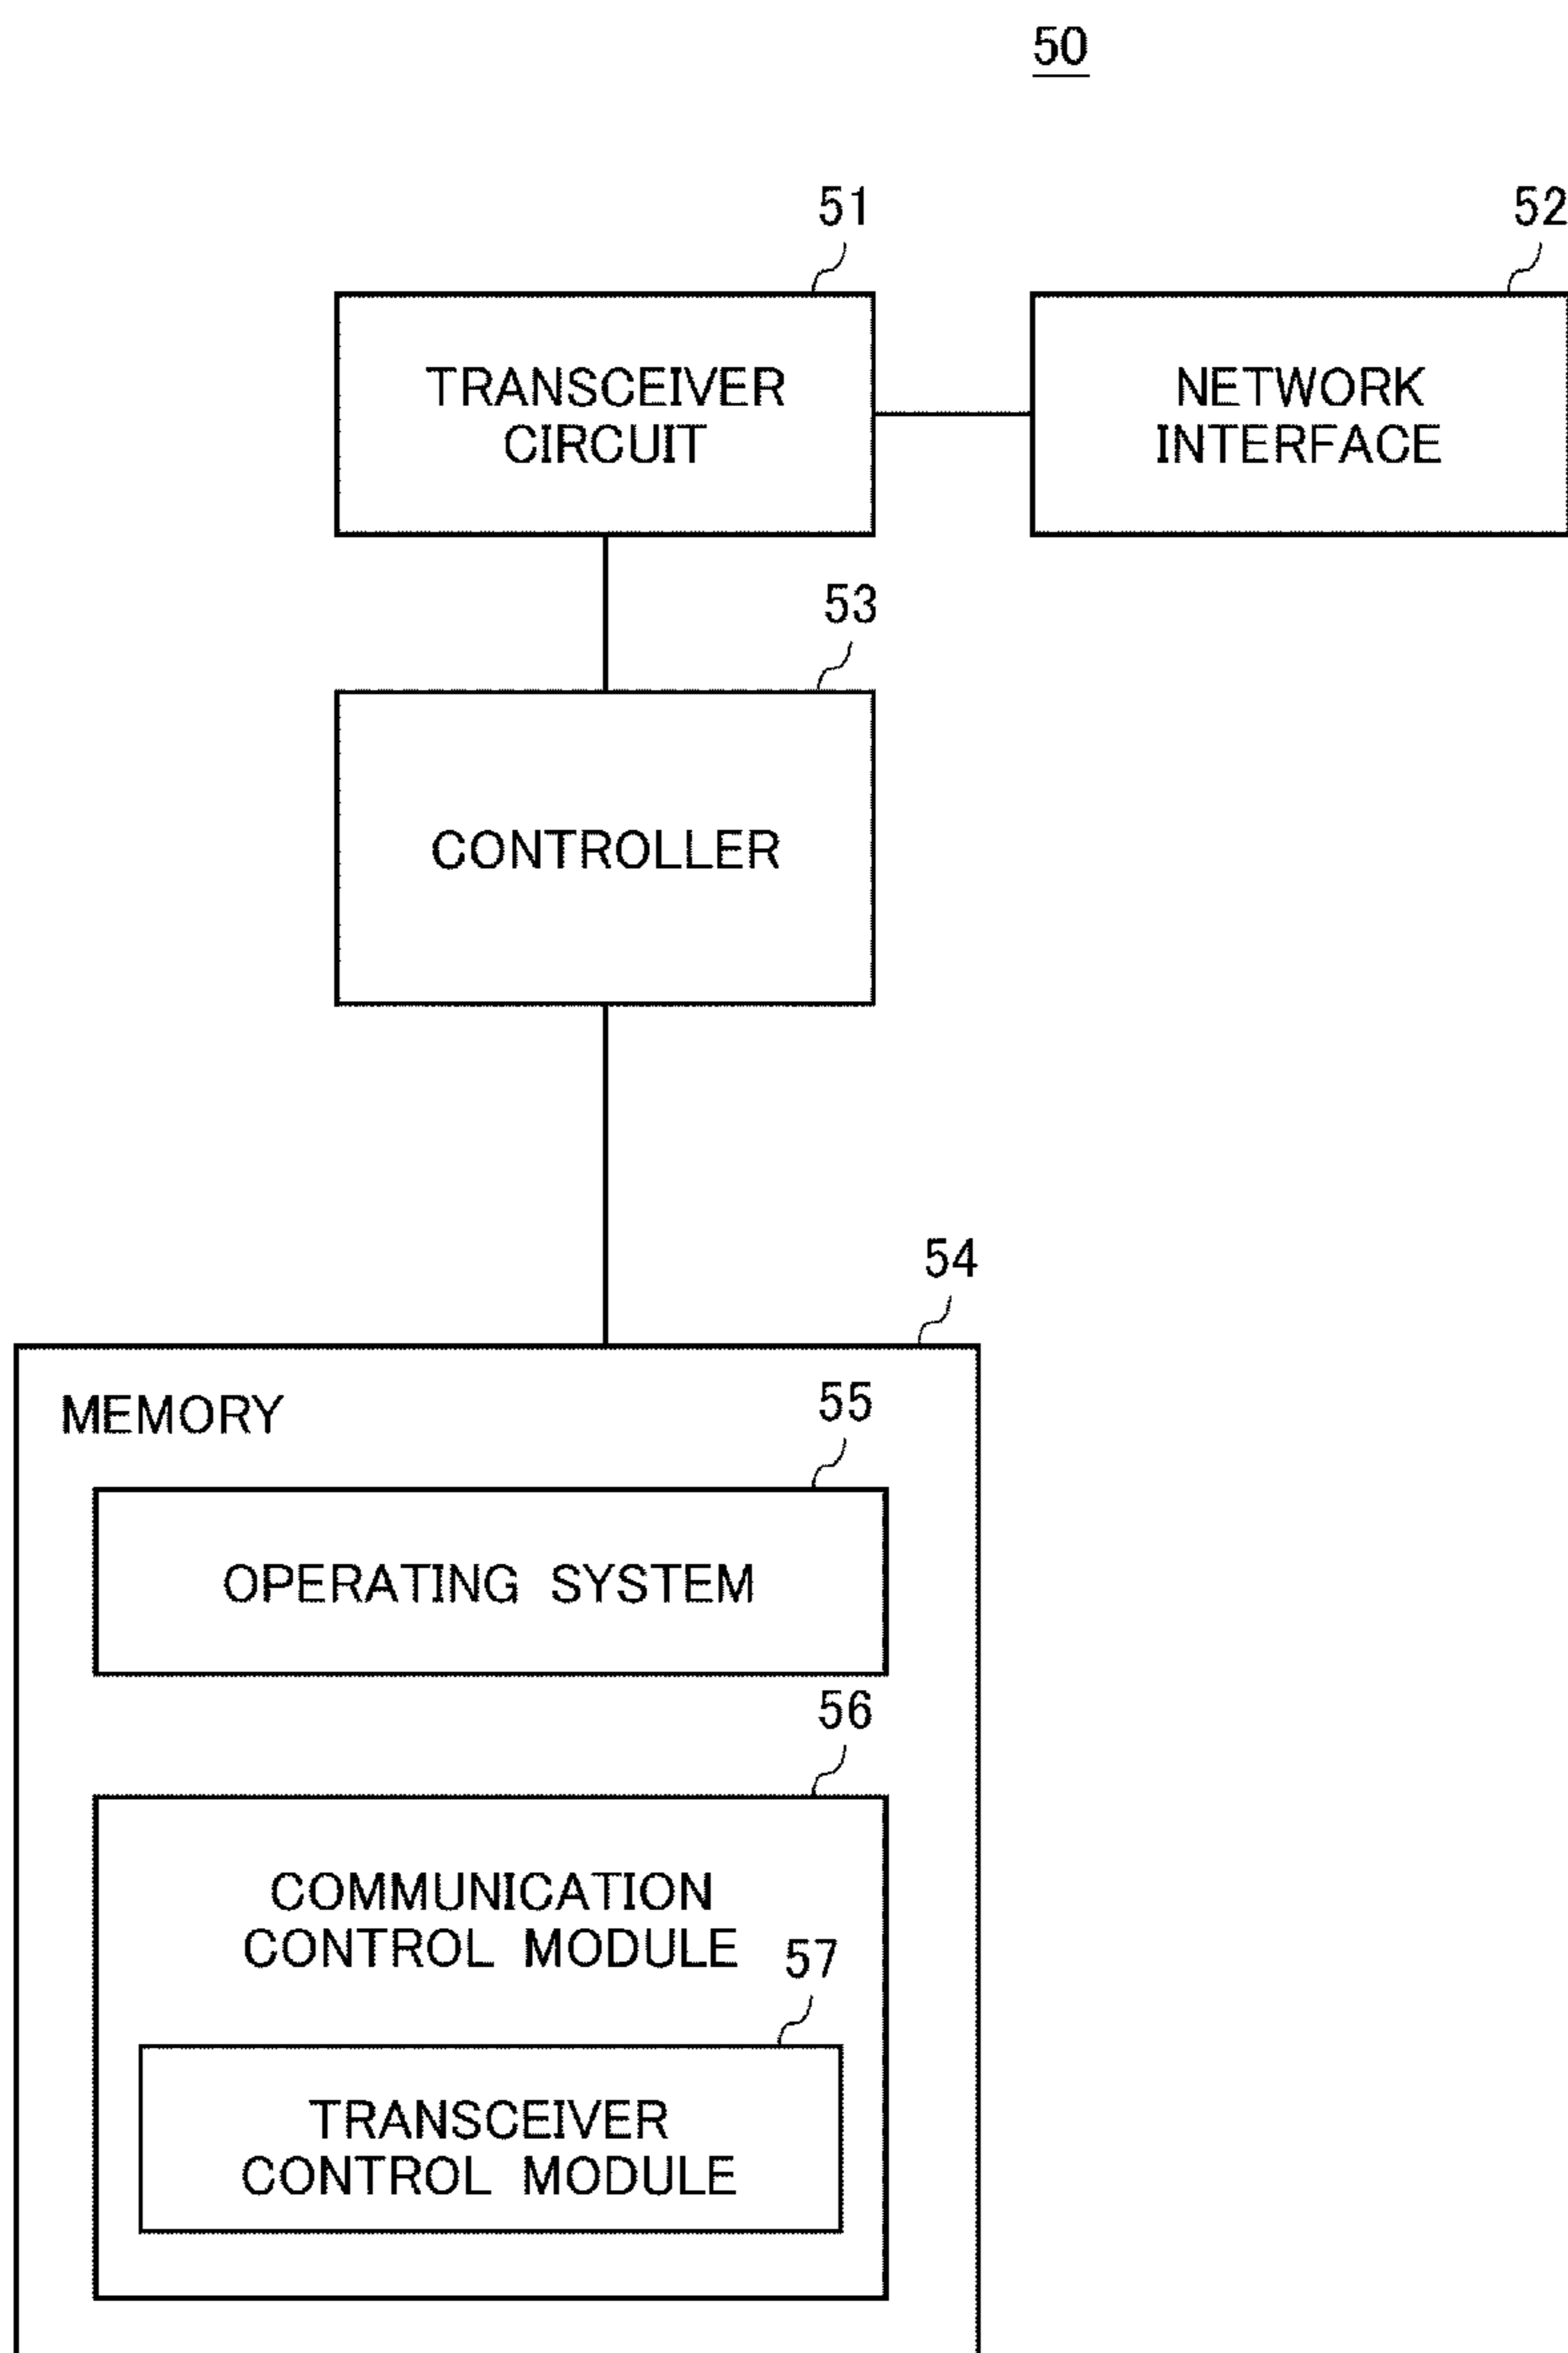 50
51
52
TRANSCEIVER
CIRCUIT
NETWORK
INTERFACE
53
CONTROLLER
54
MEMORY
55
OPERATING SYSTEM
56
COMMUNICATION
CONTROL MODULE
57
TRANSCEIVER
CONTROL MODULE